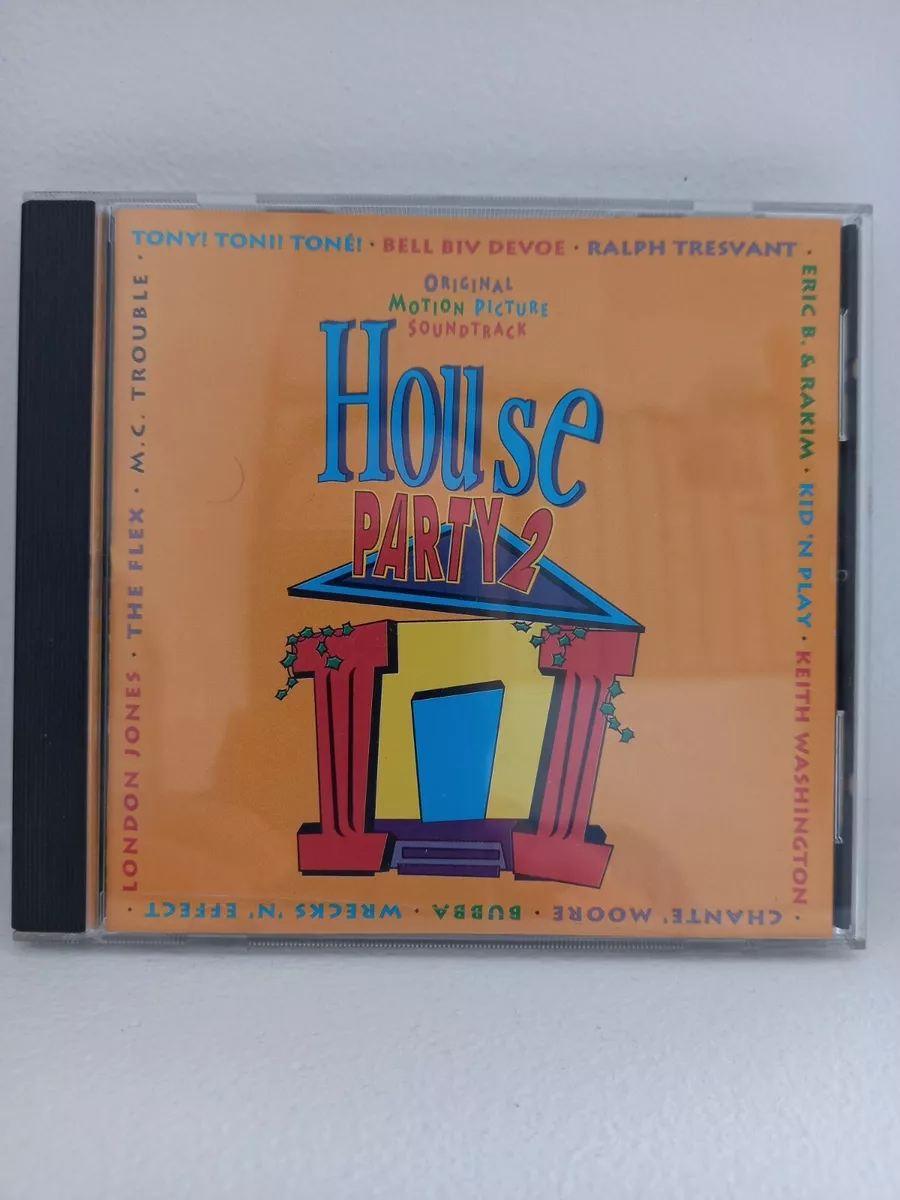 TONY! TONI! TONÉ! · BELL BIV DEVOE · RALPH TRESVANT ·
ERIC B. & RAKIM · KID 'N PLAY · KEITH WASHINGTON
· CHANTE' MOORE · BUBBA · WRECKS 'N' EFFECT ·
LONDON JONES · THE FLEX · M.C. TROUBLE ·
ORIGINAL
MOTION PICTURE
SOUNDTRACK
HOUSE
PARTY 2